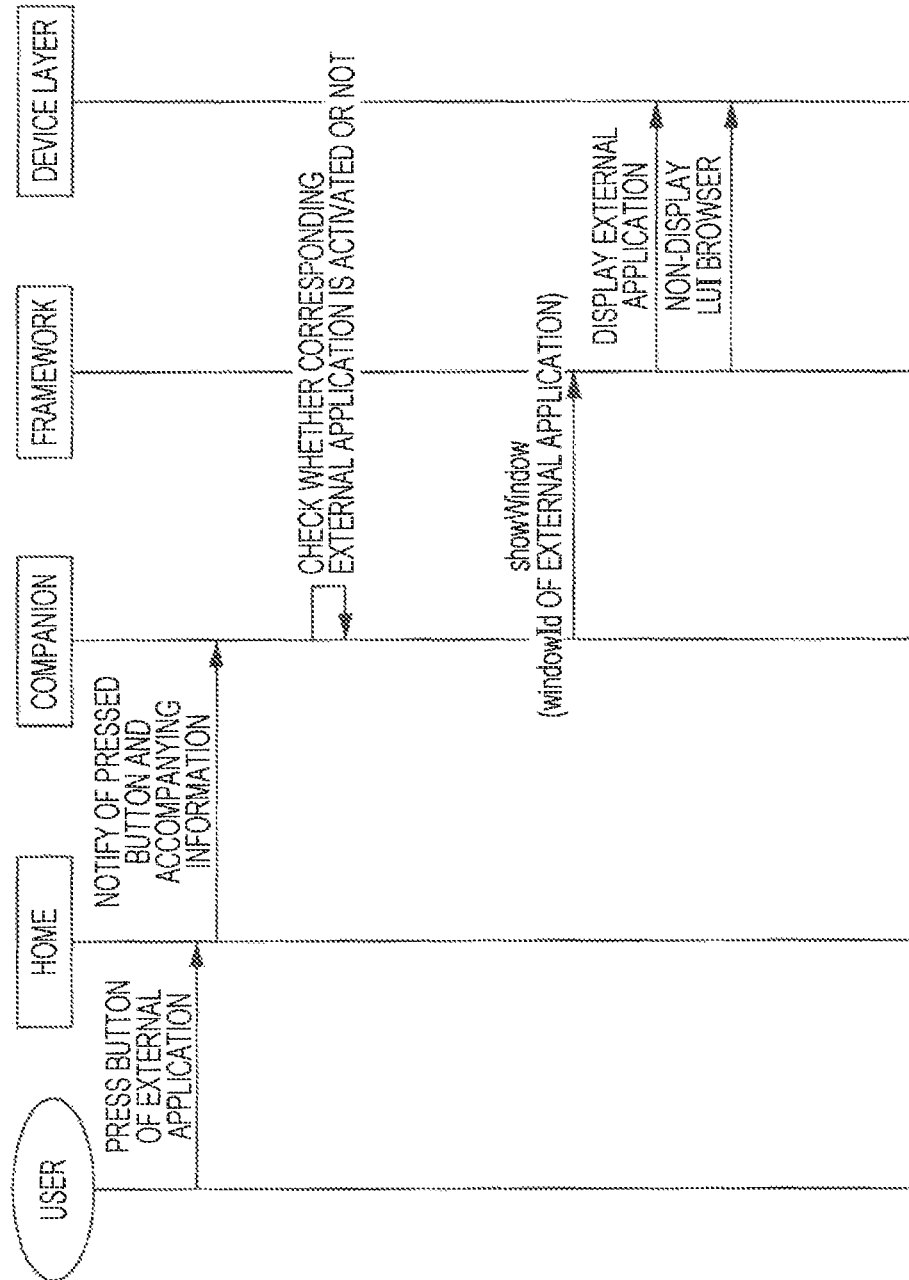 USER
HOME
COMPANION
FRAMEWORK
DEVICE LAYER
PRESS BUTTON
OF EXTERNAL
APPLICATION
NOTIFY OF PRESSED
BUTTON AND
ACCOMPANYING
INFORMATION
CHECK WHETHER CORRESPONDING
EXTERNAL APPLICATION IS ACTIVATED OR NOT
showWindow
(windowId OF EXTERNAL APPLICATION)
DISPLAY EXTERNAL
APPLICATION
NON-DISPLAY
LUI BROWSER